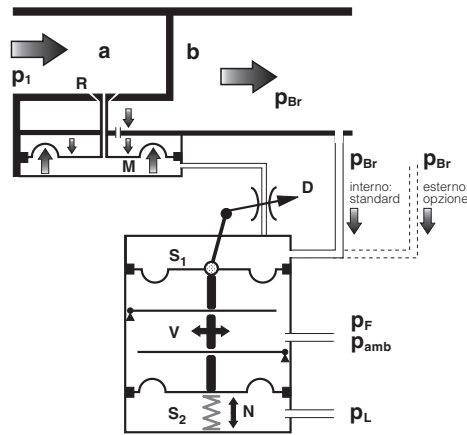 a
b
p1
R
pBr
M
pBr
pBr
interno:
standard
esterno:
opzione
D
S1
V
pF
pamb
S2
N
pL